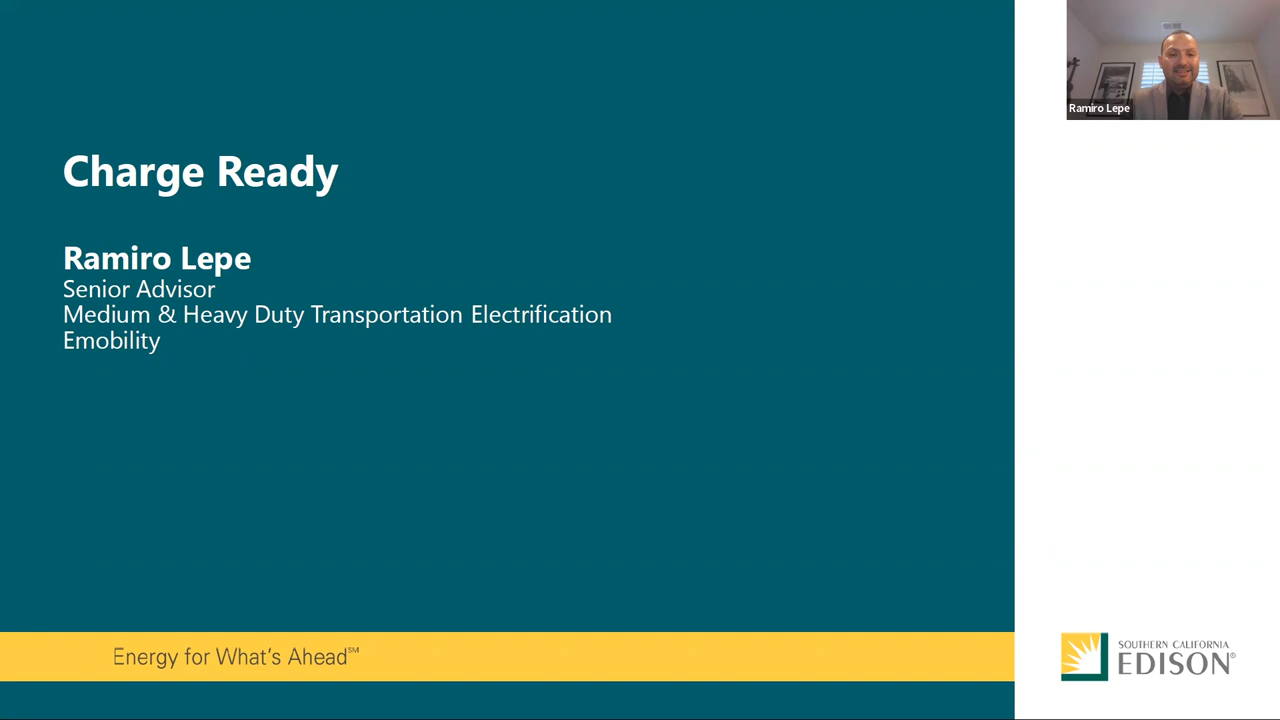 Charge Ready
Ramiro Lepe
Senior Advisor
Medium & Heavy Duty Transportation Electrification
Emobility
Energy for What's Ahead℠
Ramiro Lepe
SOUTHERN CALIFORNIA
EDISON®